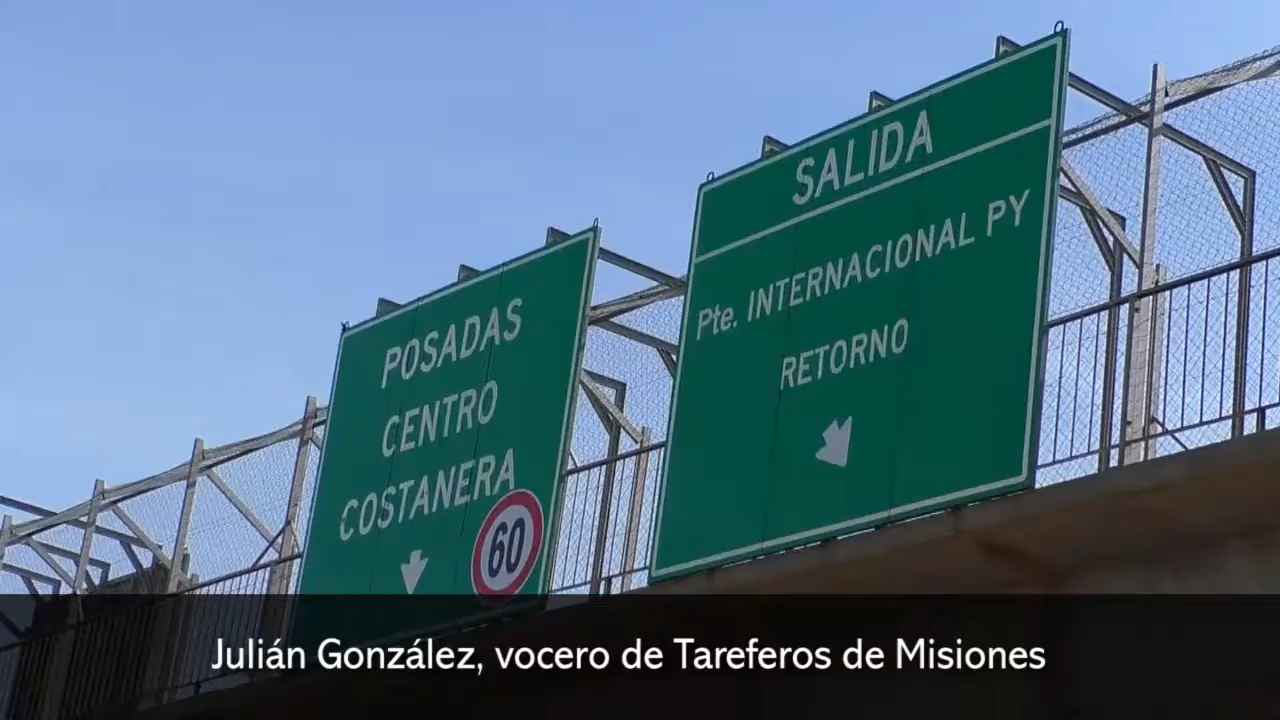 POSADAS
CENTRO
COSTANERA
60
SALIDA
Pte. INTERNACIONAL PY
RETORNO
Julián González, vocero de Tareferos de Misiones